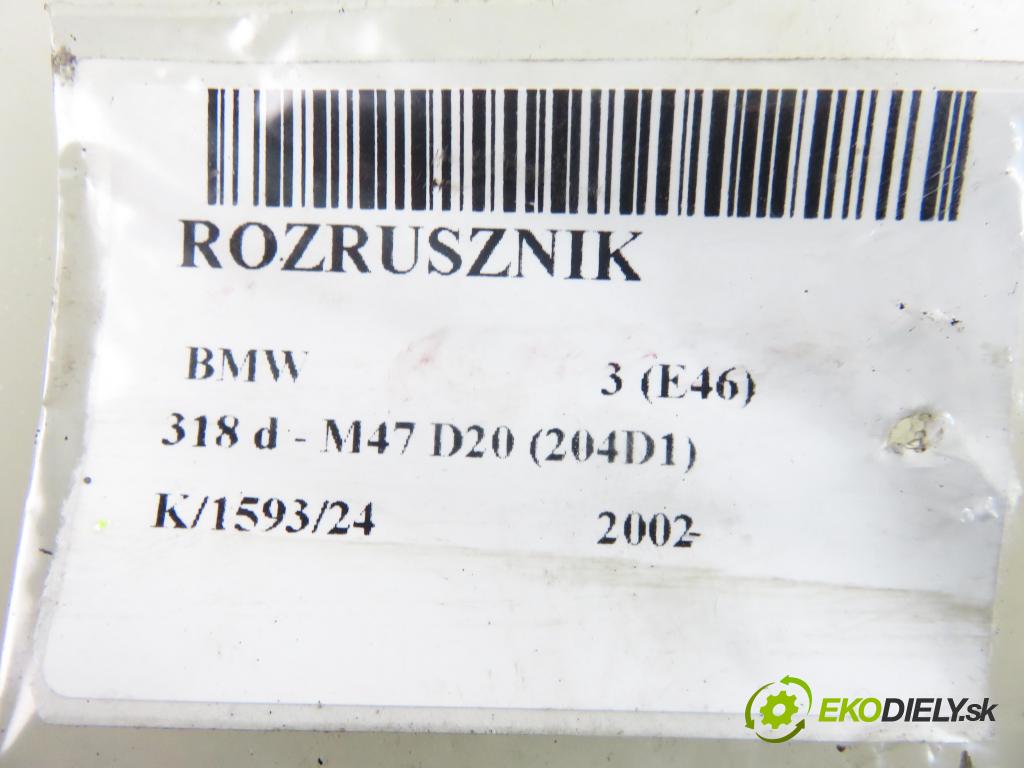 ROZRUSZNIK
BMW 3 (E46)
318 d - M47 D20 (204D1)
K/1593/24 2002-
EKODIELY.sk